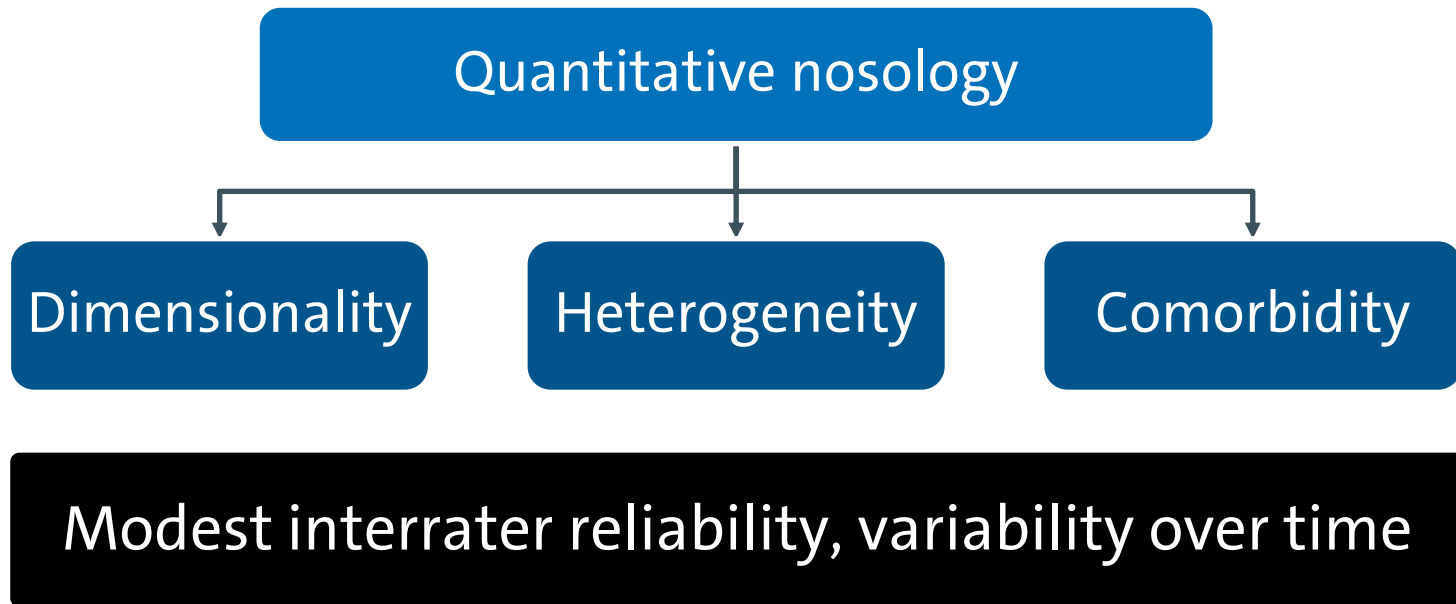 Quantitative nosology
Dimensionality
Heterogeneity
Comorbidity
Modest interrater reliability, variability over time